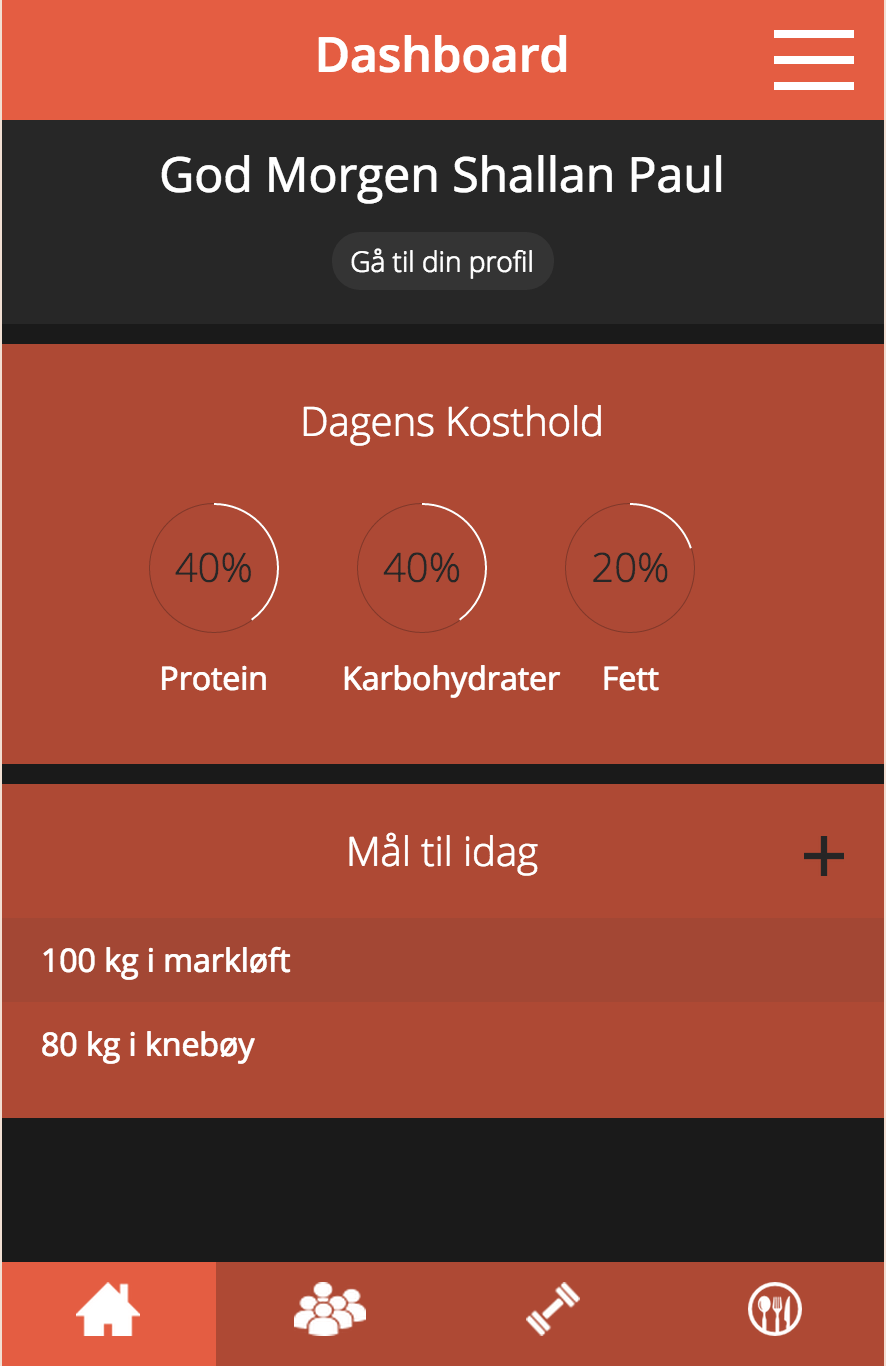 Dashboard
God Morgen Shallan Paul
Gå til din profil
Dagens Kosthold
40% 40% 20%
Protein Karbohydrater Fett
Mål til idag
100 kg i markløft
80 kg i knebøy